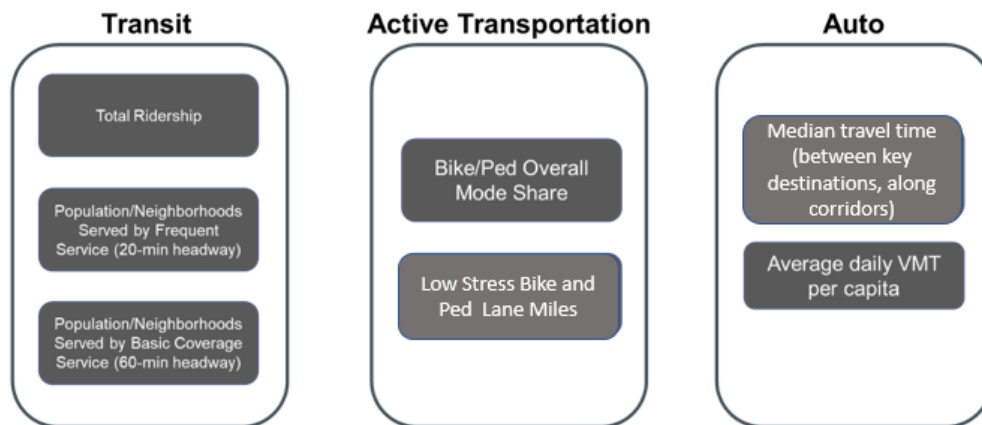 Transit
Total Ridership
Population/Neighborhoods
Served by Frequent
Service (20-min headway)
Population/Neighborhoods
Served by Basic Coverage
Service (60-min headway)
Active Transportation
Bike/Ped Overall
Mode Share
Low Stress Bike and
Ped Lane Miles
Auto
Median travel time
(between key
destinations, along
corridors)
Average daily VMT
per capita